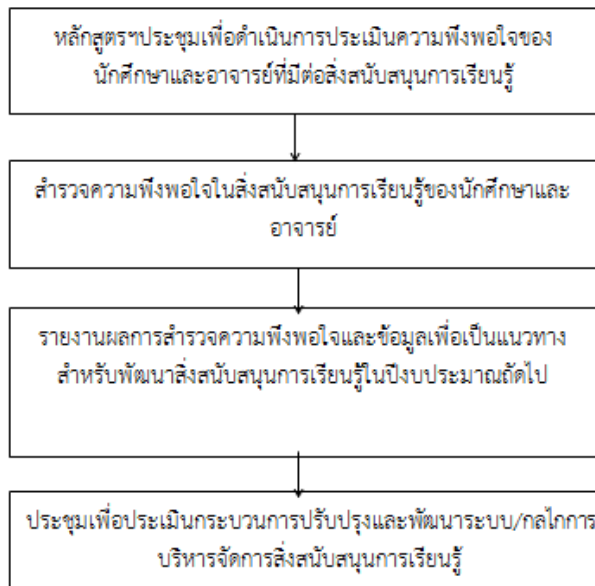 หลักสูตรฯประชุมเพื่อดำเนินการประเมินความพึงพอใจของ
นักศึกษาและอาจารย์ที่มีต่อสิ่งสนับสนุนการเรียนรู้
สำรวจความพึงพอใจในสิ่งสนับสนุนการเรียนรู้ของนักศึกษาและ
อาจารย์
รายงานผลการสำรวจความพึงพอใจและข้อมูลเพื่อเป็นแนวทาง
สำหรับพัฒนาสิ่งสนับสนุนการเรียนรู้ในปีงบประมาณถัดไป
ประชุมเพื่อประเมินกระบวนการปรับปรุงและพัฒนาระบบ/กลไกการ
บริหารจัดการสิ่งสนับสนุนการเรียนรู้